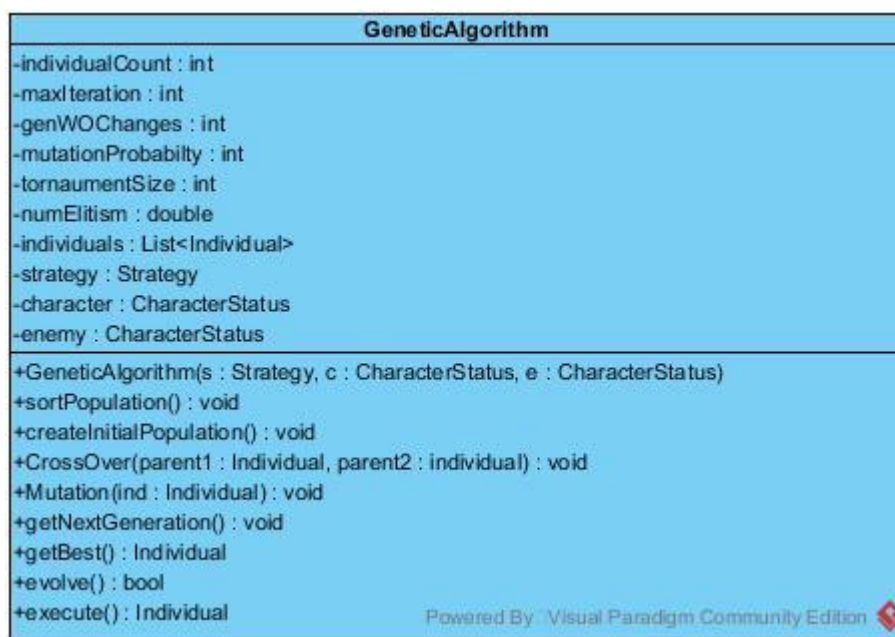 GeneticAlgorithm
-individualCount : int
-maxIteration : int
-genWOChanges : int
-mutationProbabilty : int
-tornaumentSize : int
-numElitism : double
-individuals : List<Individual>
-strategy : Strategy
-character : CharacterStatus
-enemy : CharacterStatus
+GeneticAlgorithm(s : Strategy, c : CharacterStatus, e : CharacterStatus)
+sortPopulation() : void
+createInitialPopulation() : void
+CrossOver(parent1 : Individual, parent2 : individual) : void
+Mutation(ind : Individual) : void
+getNextGeneration() : void
+getBest() : Individual
+evolve() : bool
+execute() : Individual
Powered By Visual Paradigm Community Edition